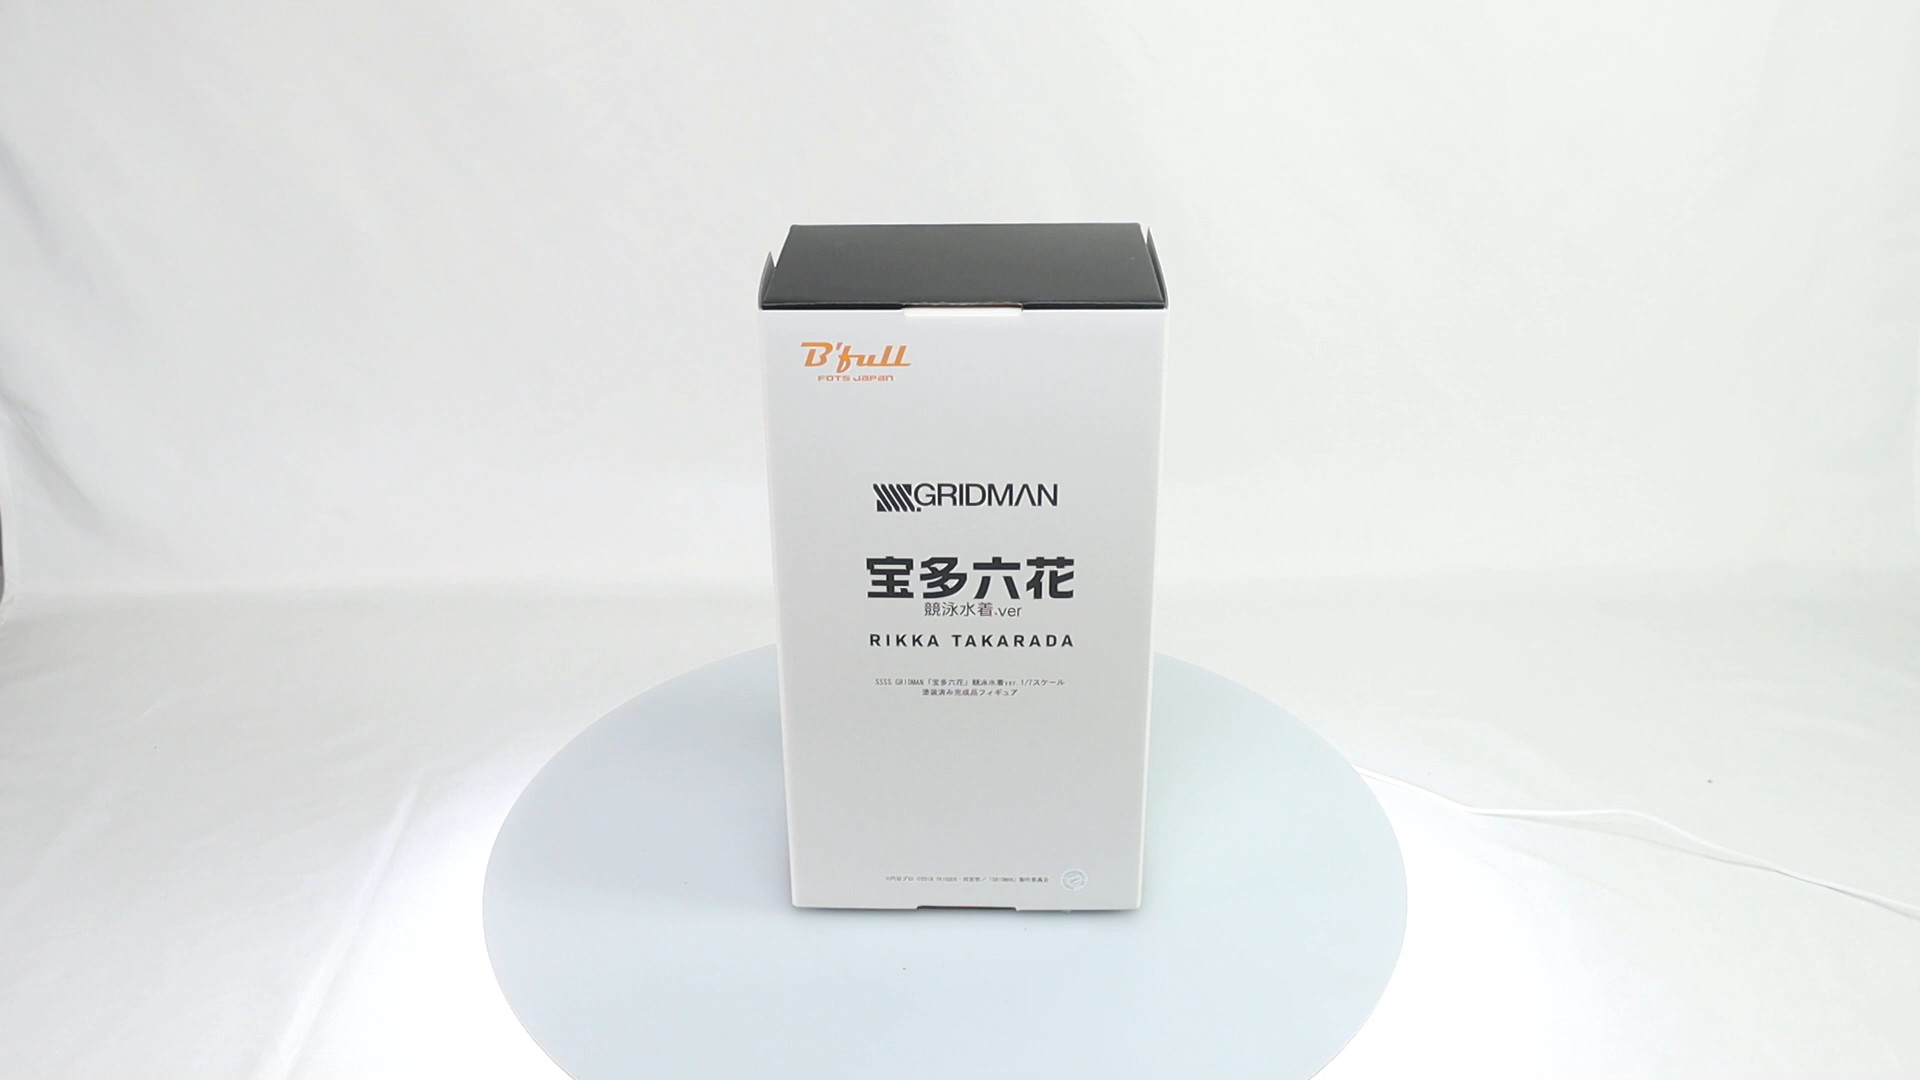 B'full
FOTS JAPAN
SSSS.GRIDMAN
宝多六花
競泳水着.ver
RIKKA TAKARADA
SSSS.GRIDMAN「宝多六花」競泳水着ver. 1/7スケール
塗装済み完成品フィギュア